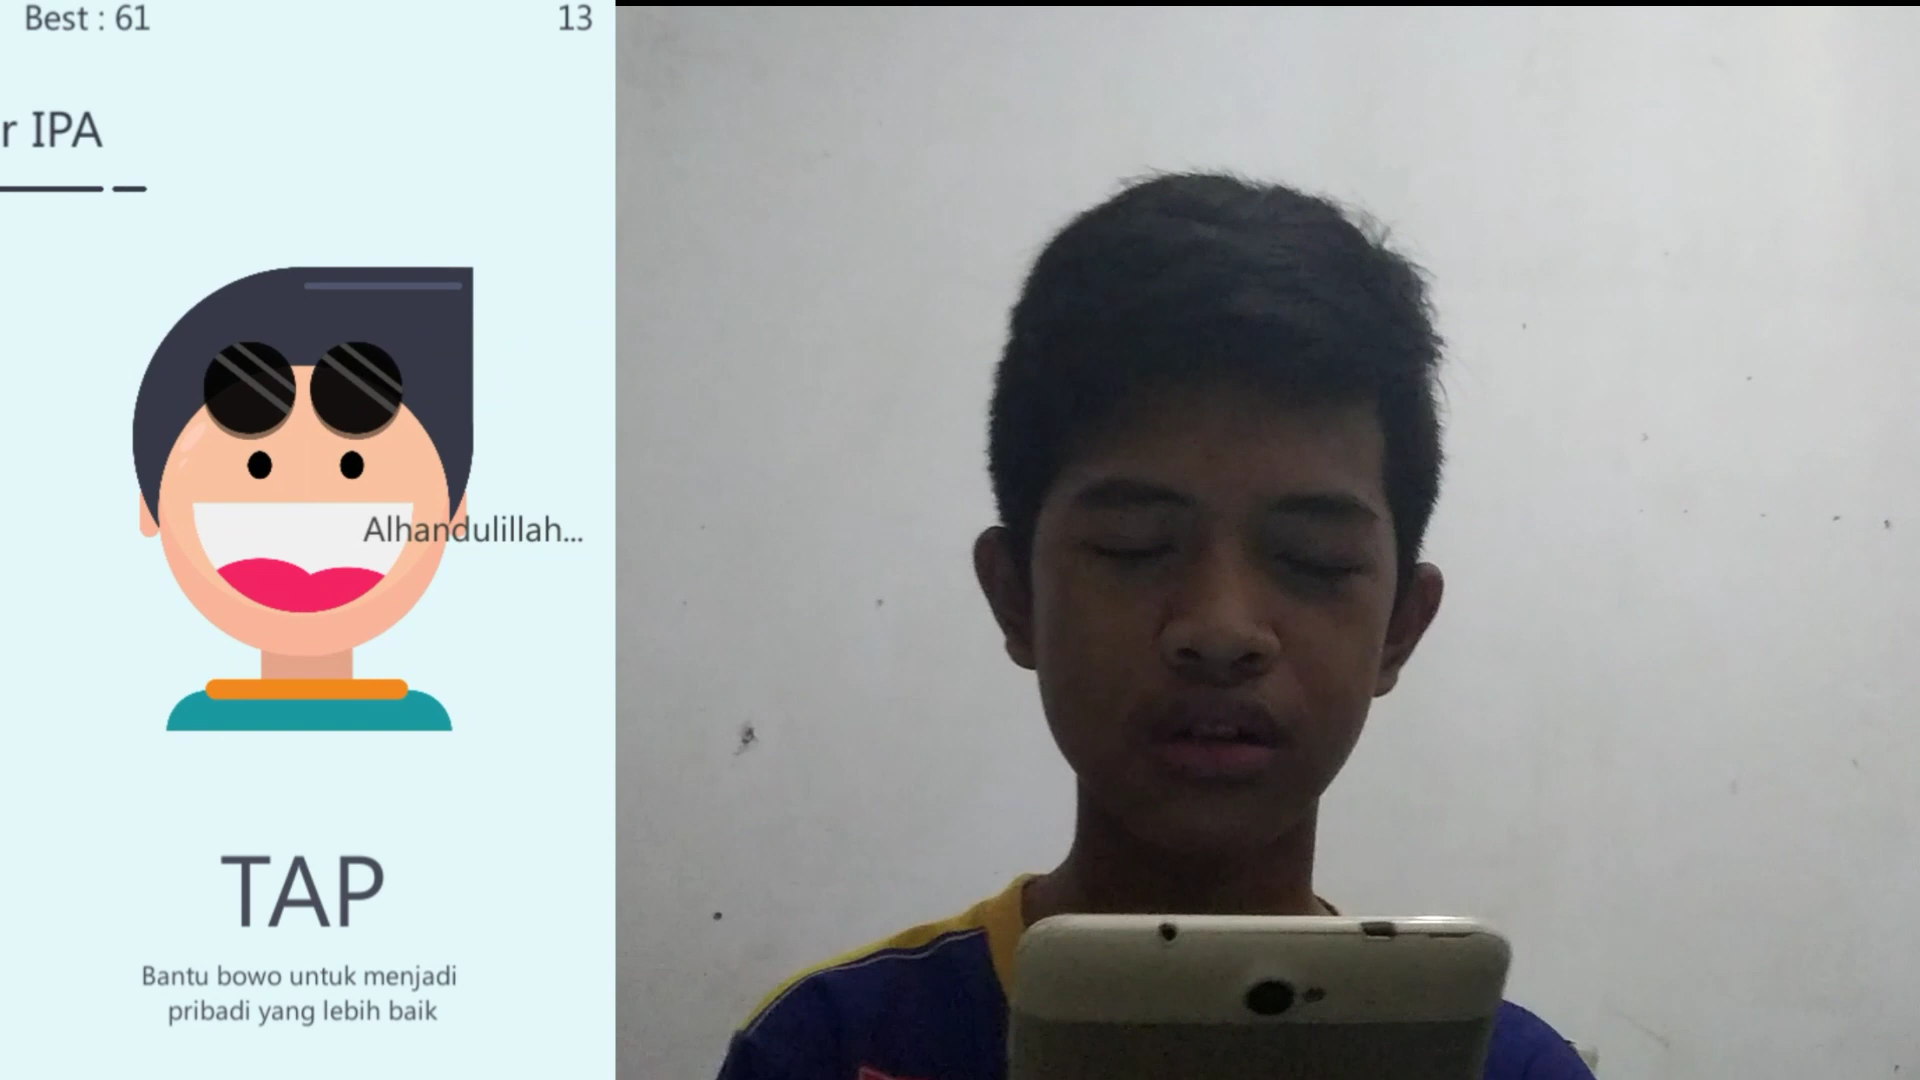 Best : 61
13
r IPA
Alhandulillah...
TAP
Bantu bowo untuk menjadi
pribadi yang lebih baik